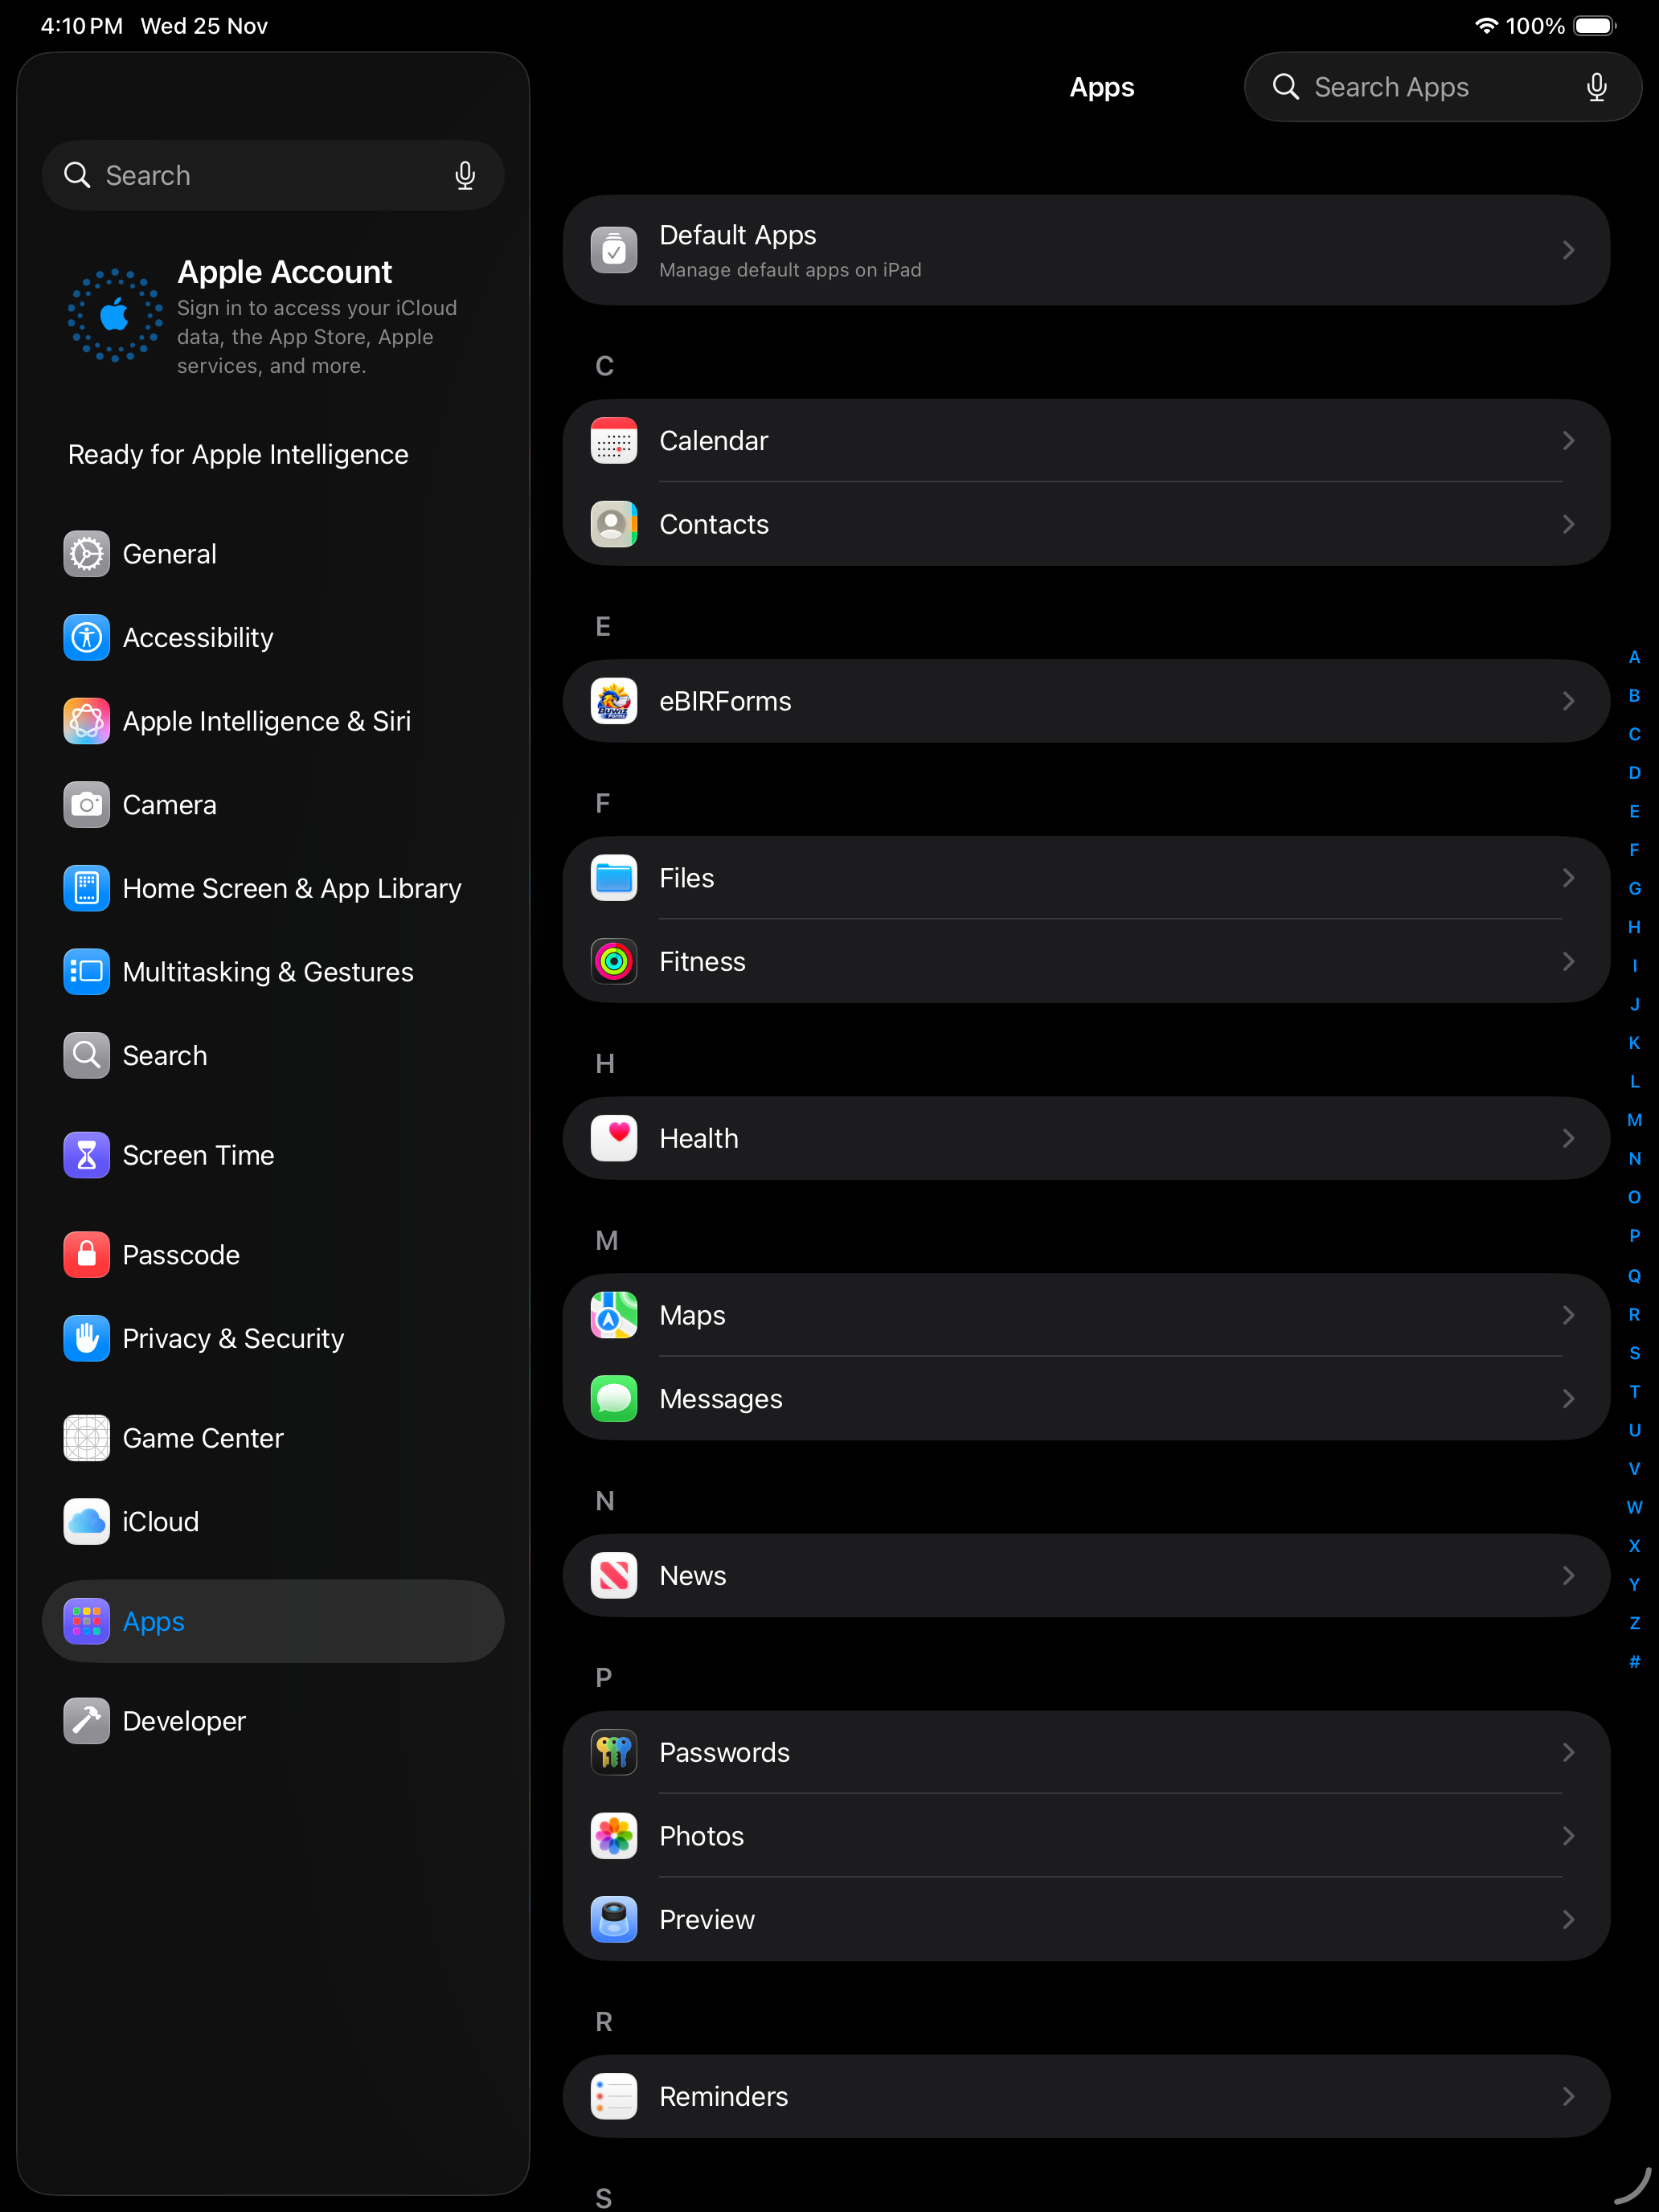 4:10 PM Wed 25 Nov
100%
Search
Apple Account
Sign in to access your iCloud
data, the App Store, Apple
services, and more.
Ready for Apple Intelligence
General
Accessibility
Apple Intelligence & Siri
Camera
Home Screen & App Library
Multitasking & Gestures
Search
Screen Time
Passcode
Privacy & Security
Game Center
iCloud
Apps
Developer
Apps
Search Apps
Default Apps
Manage default apps on iPad
C
Calendar
Contacts
E
Buwiz
Forms
eBIRForms
F
Files
Fitness
H
Health
M
Maps
Messages
N
News
P
Passwords
Photos
Preview
R
Reminders
S
A
B
C
D
E
F
G
H
I
J
K
L
M
N
O
P
Q
R
S
T
U
V
W
X
Y
Z
#